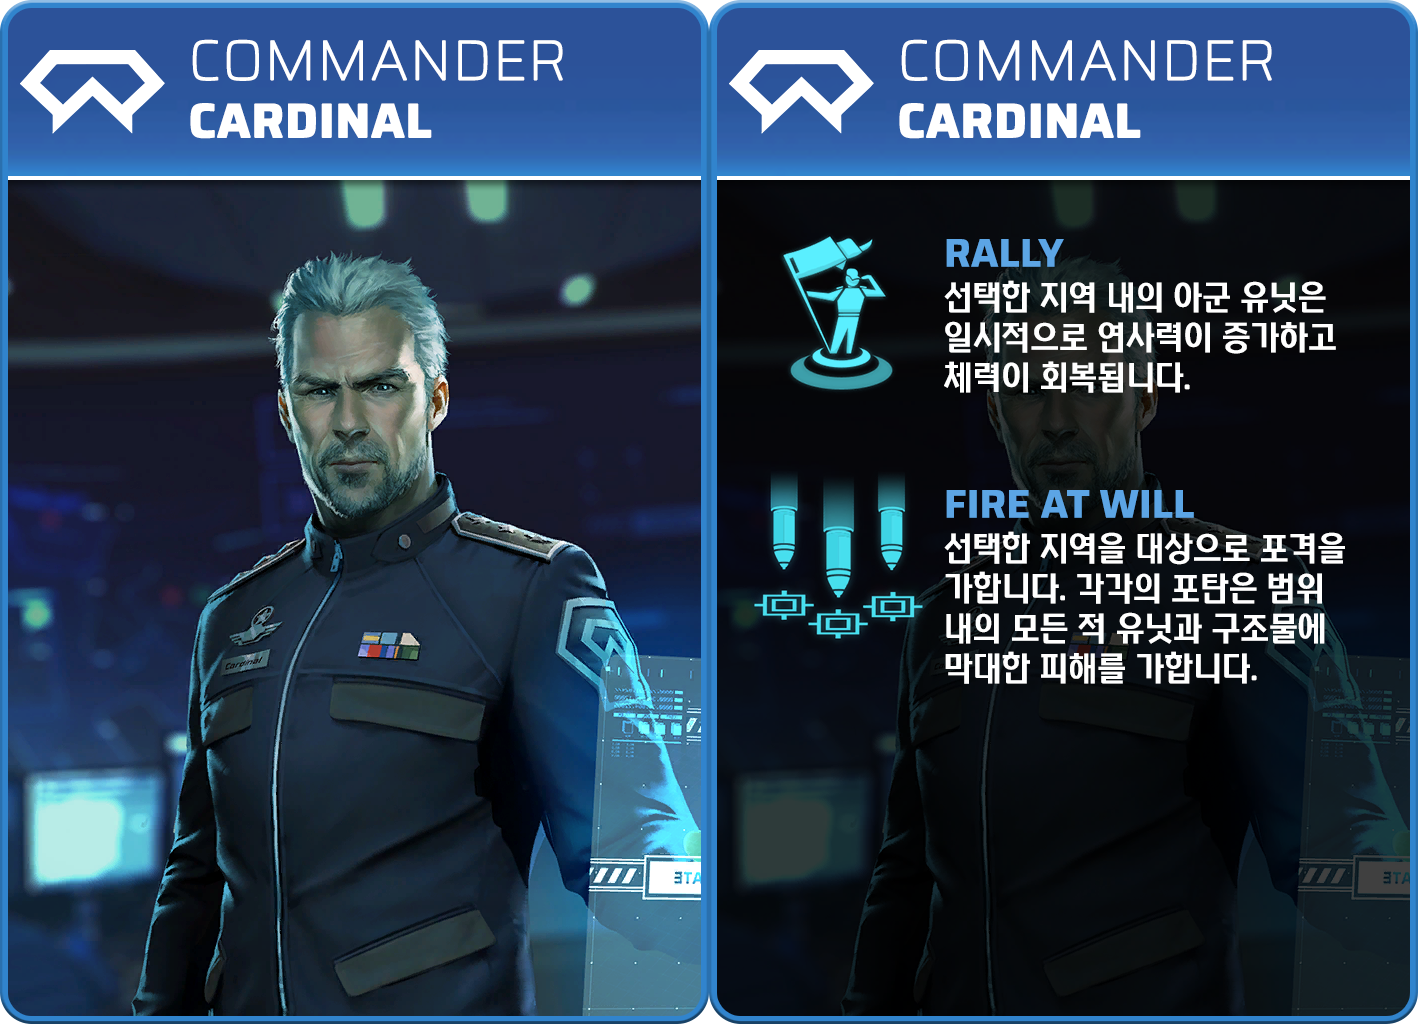 COMMANDER
CARDINAL
Cardinal
ƎTA
COMMANDER
CARDINAL
RALLY
선택한 지역 내의 아군 유닛은
일시적으로 연사력이 증가하고
체력이 회복됩니다.
FIRE AT WILL
선택한 지역을 대상으로 포격을
가합니다. 각각의 포탄은 범위
내의 모든 적 유닛과 구조물에
막대한 피해를 가합니다.